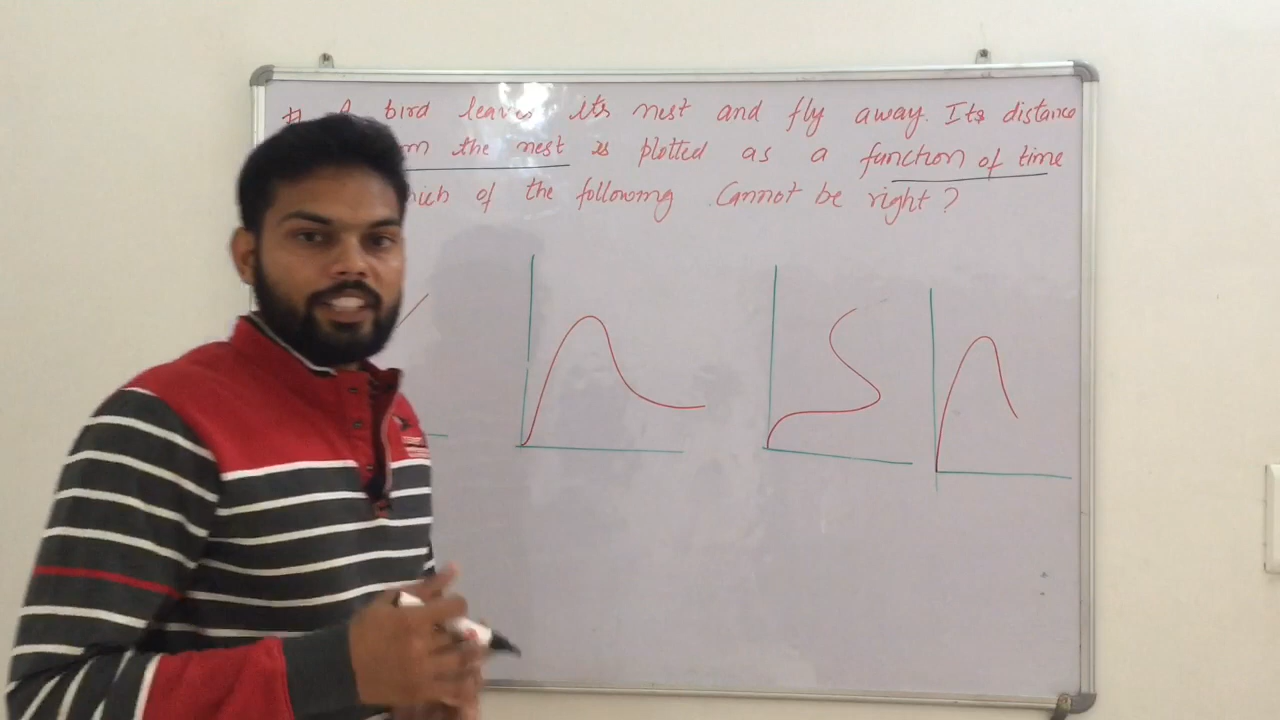 # A bird leaves its nest and fly away. Its distance
the nest is plotted as a function of time
of the following Cannot be right?